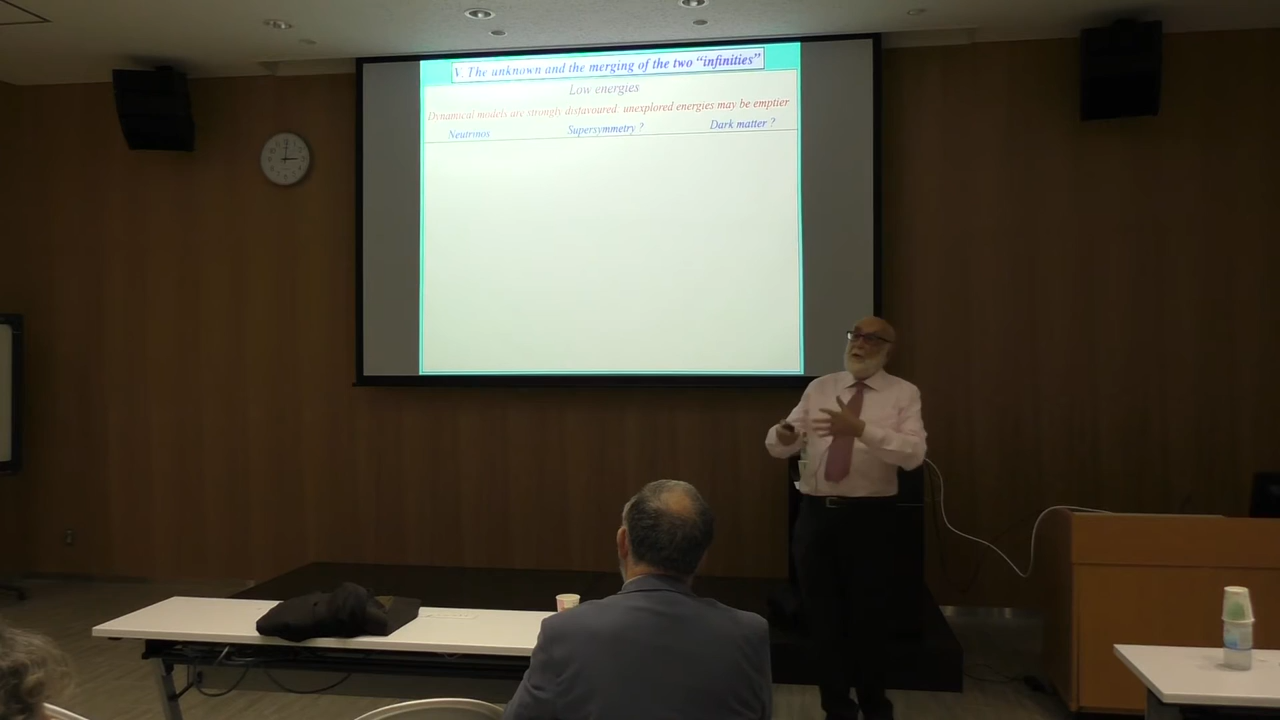 V. The unknown and the merging of the two “infinities”
Low energies
Dynamical models are strongly disfavoured, unexplored energies may be emptier
Neutrinos Supersymmetry ? Dark matter ?